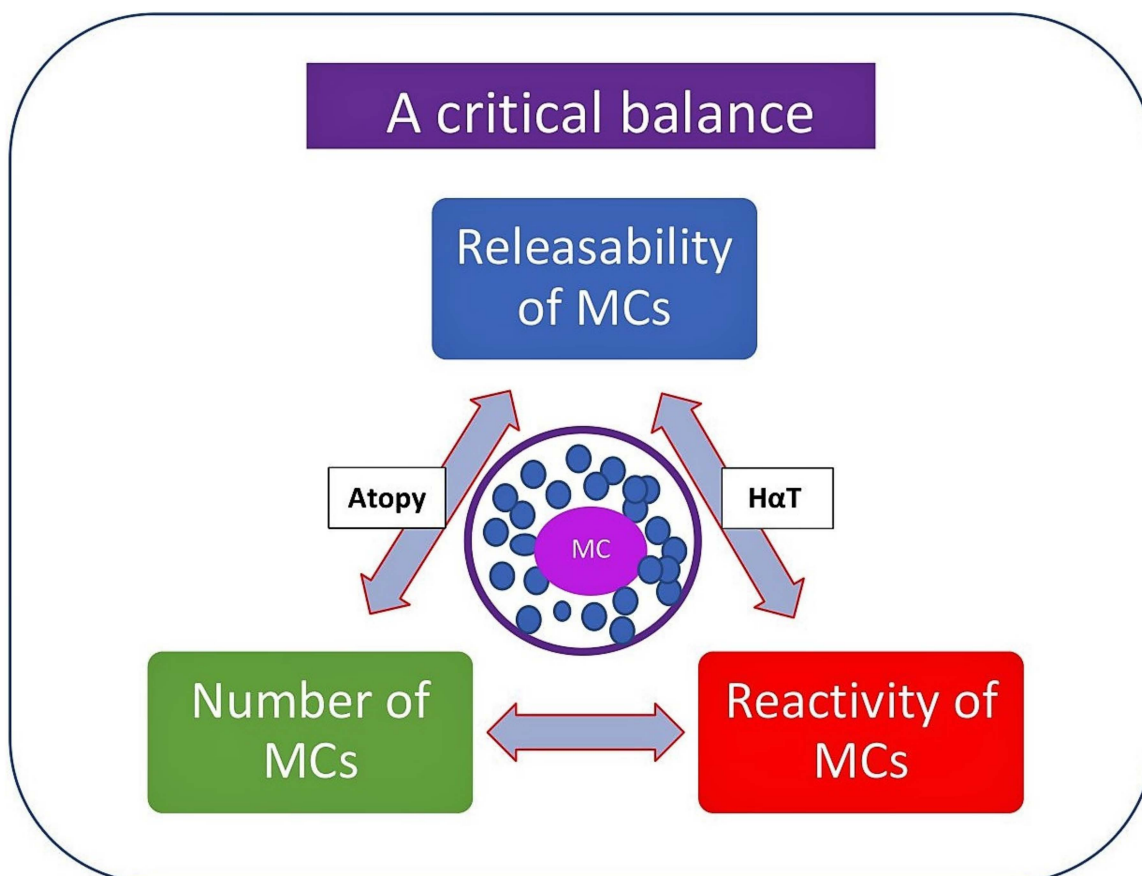 A critical balance
Releasability
of MCs
Atopy
HαT
MC
Number of
MCs
Reactivity of
MCs